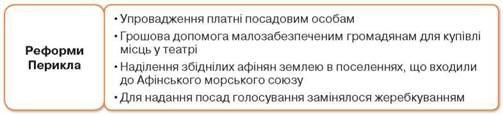 Реформи
Перикла
• Упровадження платні посадовим особам
• Грошова допомога малозабезпеченим громадянам для купівлі
місць у театрі
• Наділення збіднілих афінян землею в поселеннях, що входили
до Афінського морського союзу
• Для надання посад голосування замінялося жеребкуванням